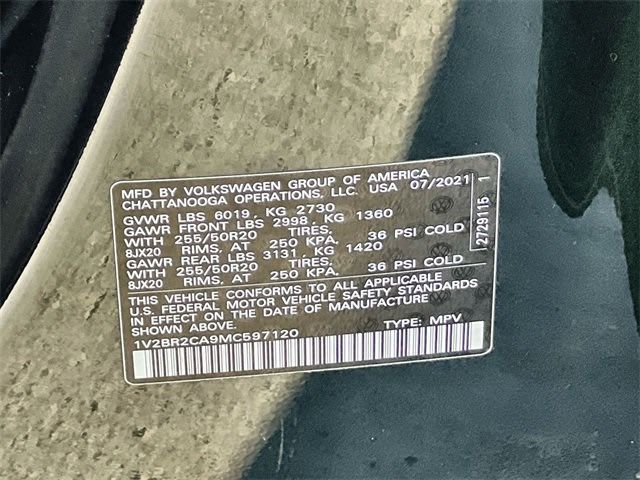 MFD BY VOLKSWAGEN GROUP OF AMERICA
CHATTANOOGA OPERATIONS, LLC. USA 07/2021
GVWR LBS 6019, KG 2730
GAWR FRONT LBS 2998, KG 1360
WITH 255/50R20 TIRES.
8JX20 RIMS, AT 250 KPA. 36 PSI COLD
GAWR REAR LBS 3131, KG 1420
WITH 255/50R20 TIRES.
8JX20 RIMS, AT 250 KPA. 36 PSI COLD
THIS VEHICLE CONFORMS TO ALL APPLICABLE
U.S. FEDERAL MOTOR VEHICLE SAFETY STANDARDS
IN EFFECT ON THE DATE OF MANUFACTURE
SHOWN ABOVE.
1V2BR2CA9MC597120 TYPE: MPV
2729115 1